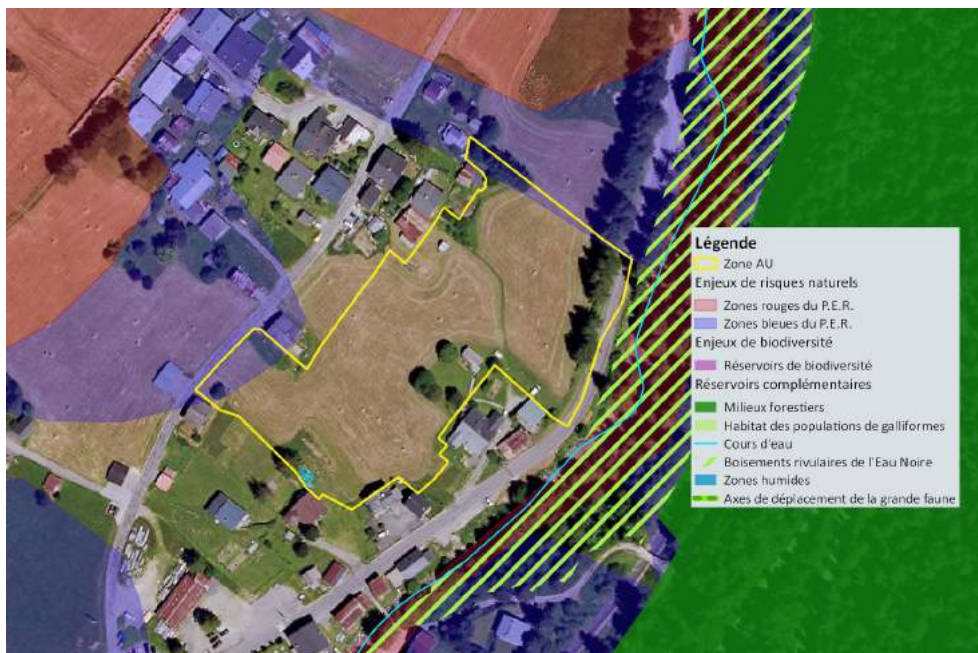 Légende
Zone AU
Enjeux de risques naturels
Zones rouges du P.E.R.
Zones bleues du P.E.R.
Enjeux de biodiversité
Réservoirs de biodiversité
Réservoirs complémentaires
Milieux forestiers
Habitat des populations de galliformes
Cours d'eau
Boisements rivulaires de l'Eau Noire
Zones humides
Axes de déplacement de la grande faune